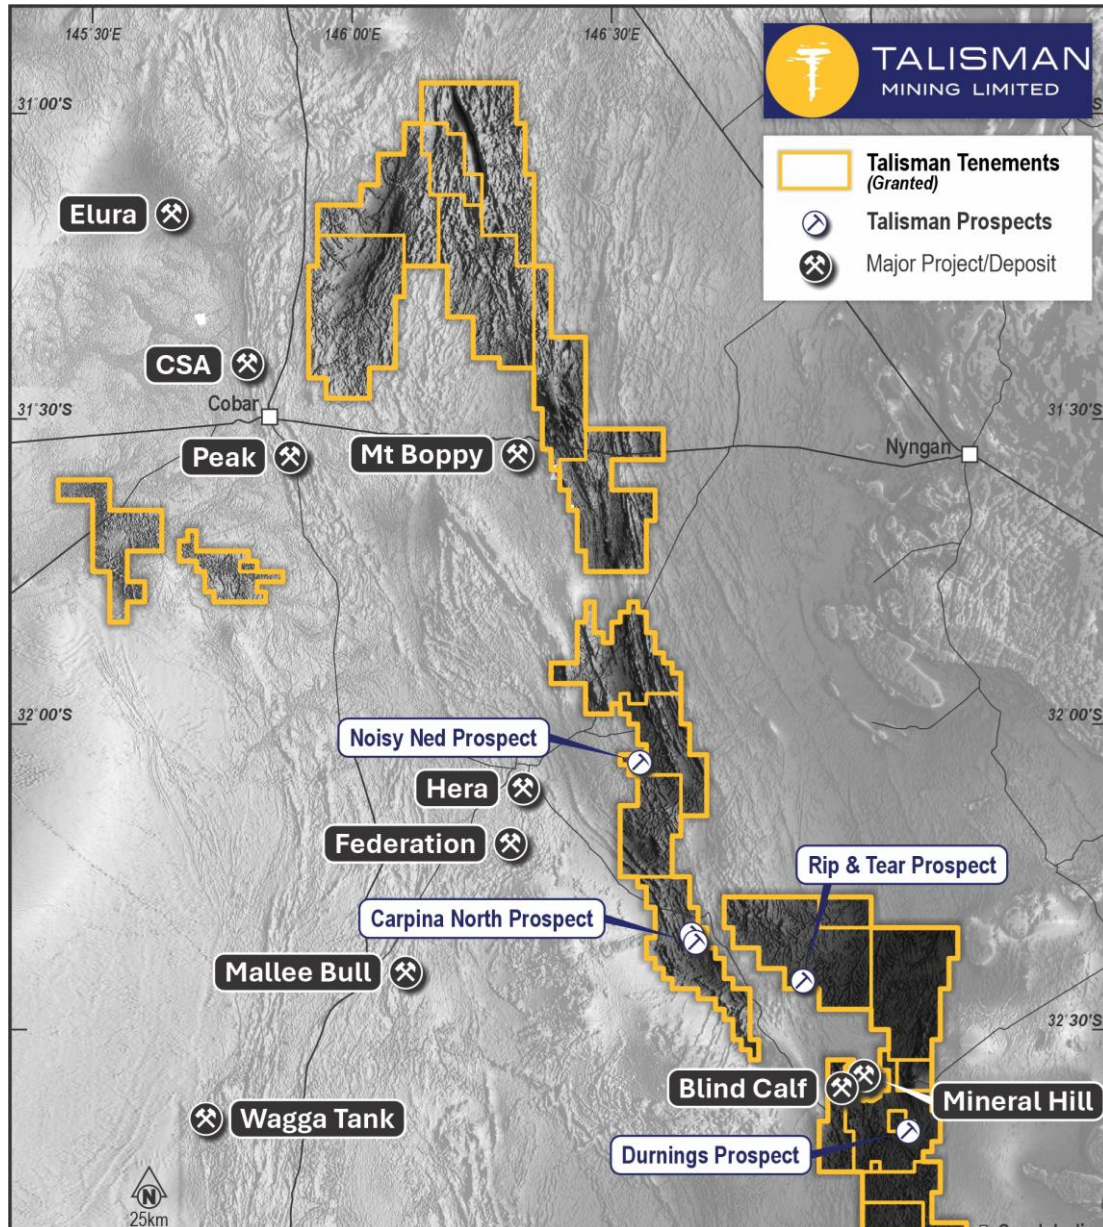 145°30'E
146°00'E
146°30'E
TALISMAN
MINING LIMITED
31°00'S
Talisman Tenements
(Granted)
Talisman Prospects
Major Project/Deposit
Elura
CSA
Cobar
31°30'S
31°30'S
Peak
Mt Boppy
Nyngan
32°00'S
32°00'S
Noisy Ned Prospect
Hera
Federation
Rip & Tear Prospect
Carpina North Prospect
Mallee Bull
32°30'S
Blind Calf
Mineral Hill
Wagga Tank
Durnings Prospect
N
25km